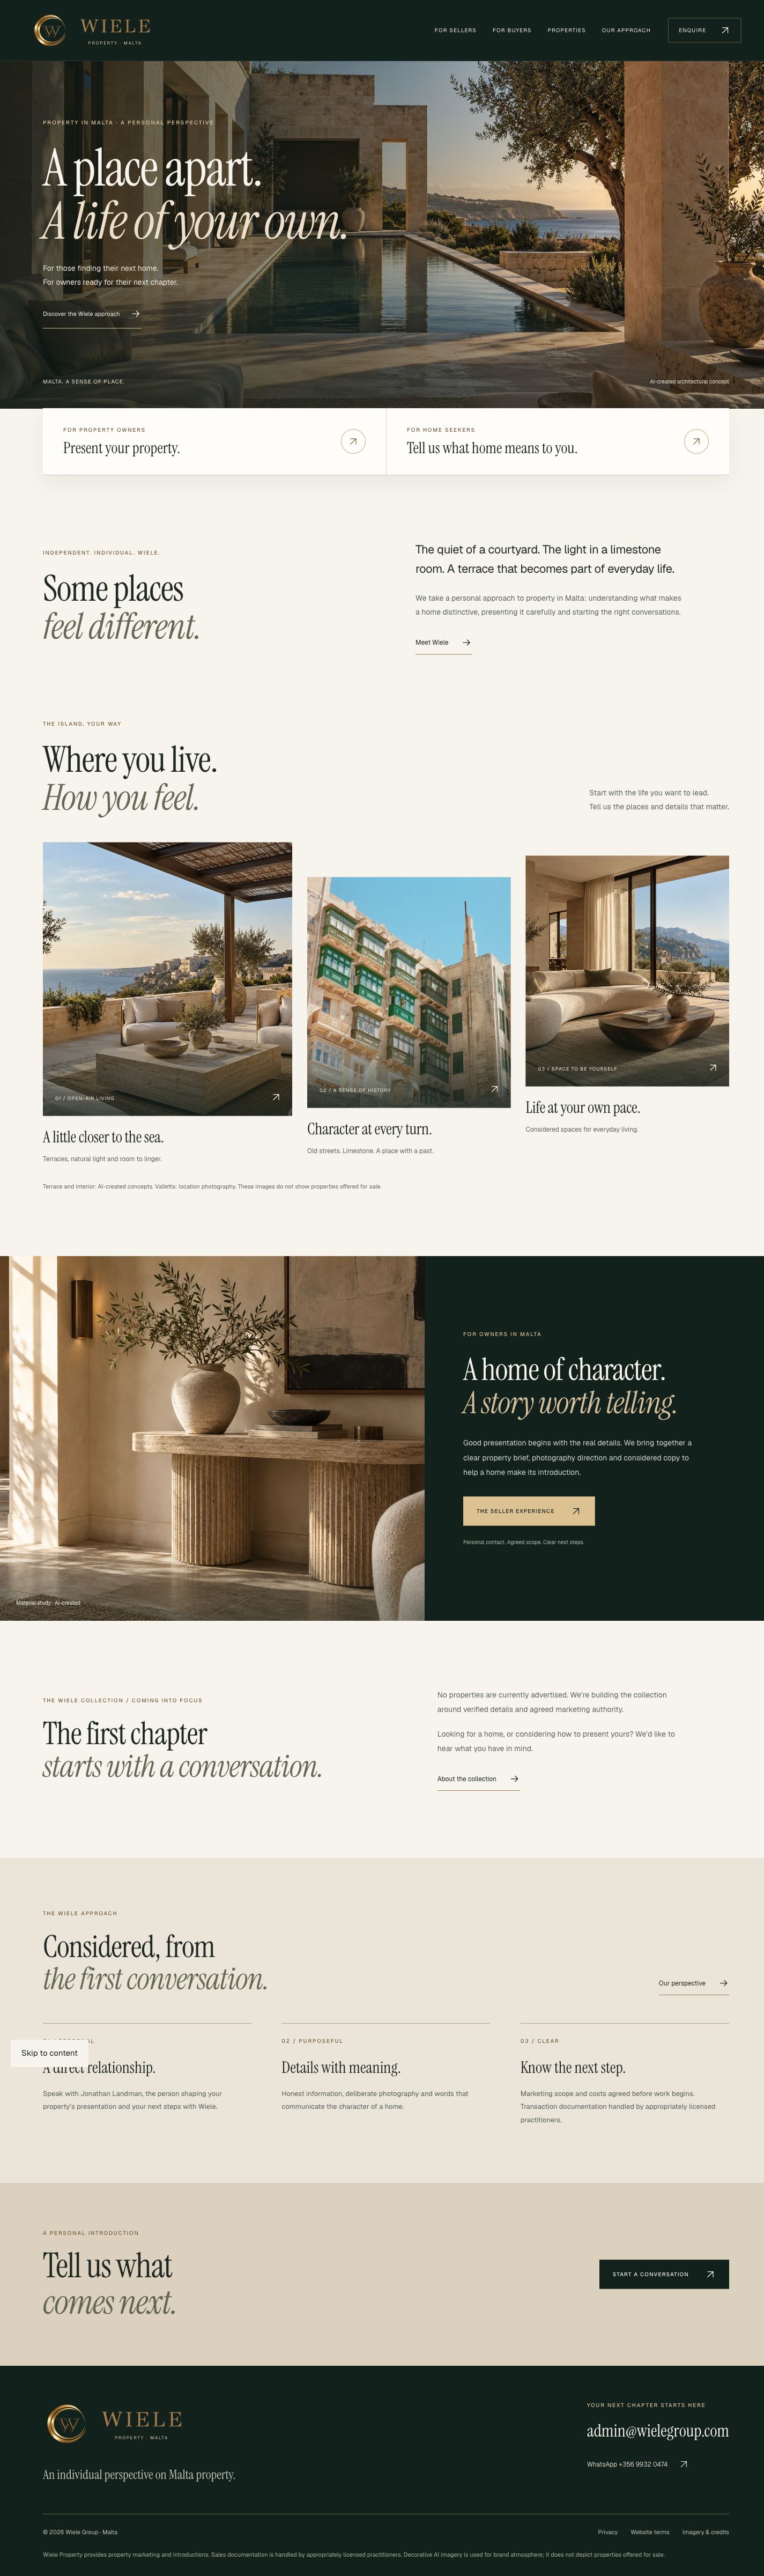 W
WIELE
PROPERTY · MALTA
FOR SELLERS
FOR BUYERS
PROPERTIES
OUR APPROACH
ENQUIRE
PROPERTY IN MALTA · A PERSONAL PERSPECTIVE
A place apart.
A life of your own.
For those finding their next home.
For owners ready for their next chapter.
Discover the Wiele approach
MALTA. A SENSE OF PLACE.
AI-created architectural concept
FOR PROPERTY OWNERS
Present your property.
FOR HOME SEEKERS
Tell us what home means to you.
INDEPENDENT. INDIVIDUAL. WIELE.
Some places
feel different.
The quiet of a courtyard. The light in a limestone
room. A terrace that becomes part of everyday life.
We take a personal approach to property in Malta: understanding what makes
a home distinctive, presenting it carefully and starting the right conversations.
Meet Wiele
THE ISLAND, YOUR WAY
Where you live.
How you feel.
Start with the life you want to lead.
Tell us the places and details that matter.
01 / OPEN-AIR LIVING
A little closer to the sea.
Terraces, natural light and room to linger.
02 / A SENSE OF HISTORY
Character at every turn.
Old streets. Limestone. A place with a past.
03 / SPACE TO BE YOURSELF
Life at your own pace.
Considered spaces for everyday living.
Terrace and interior: AI-created concepts. Valletta: location photography. These images do not show properties offered for sale.
Material study · AI-created
FOR OWNERS IN MALTA
A home of character.
A story worth telling.
Good presentation begins with the real details. We bring together a
clear property brief, photography direction and considered copy to
help a home make its introduction.
THE SELLER EXPERIENCE
Personal contact. Agreed scope. Clear next steps.
THE WIELE COLLECTION / COMING INTO FOCUS
The first chapter
starts with a conversation.
No properties are currently advertised. We're building the collection
around verified details and agreed marketing authority.
Looking for a home, or considering how to present yours? We'd like to
hear what you have in mind.
About the collection
THE WIELE APPROACH
Considered, from
the first conversation.
Our perspective
Skip to content
A direct relationship.
Speak with Jonathan Landman, the person shaping your
property's presentation and your next steps with Wiele.
02 / PURPOSEFUL
Details with meaning.
Honest information, deliberate photography and words that
communicate the character of a home.
03 / CLEAR
Know the next step.
Marketing scope and costs agreed before work begins.
Transaction documentation handled by appropriately licensed
practitioners.
A PERSONAL INTRODUCTION
Tell us what
comes next.
START A CONVERSATION
W
WIELE
PROPERTY · MALTA
An individual perspective on Malta property.
YOUR NEXT CHAPTER STARTS HERE
admin@wielegroup.com
WhatsApp +356 9932 0474
© 2026 Wiele Group · Malta
Privacy
Website terms
Imagery & credits
Wiele Property provides property marketing and introductions. Sales documentation is handled by appropriately licensed practitioners. Decorative AI imagery is used for brand atmosphere; it does not depict properties offered for sale.